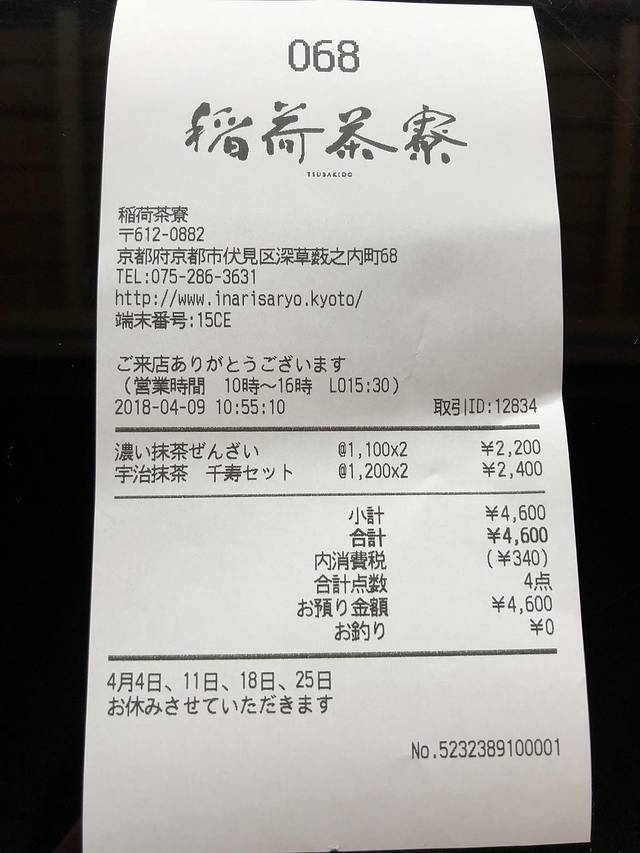 068
稲荷茶寮
TSUBAKIDO
稲荷茶寮
〒612-0882
京都府京都市伏見区深草薮之内町68
TEL:075-286-3631
http://www.inarisaryo.kyoto/
端末番号:15CE
ご来店ありがとうございます
(営業時間 10時～16時 LO15:30)
2018-04-09 10:55:10 取引ID:12834
濃い抹茶ぜんざい @1,100x2 ¥2,200
宇治抹茶 千寿セット @1,200x2 ¥2,400
小計 ¥4,600
合計 ¥4,600
内消費税 (¥340)
合計点数 4点
お預り金額 ¥4,600
お釣り ¥0
4月4日、11日、18日、25日
お休みさせていただきます
No.5232389100001